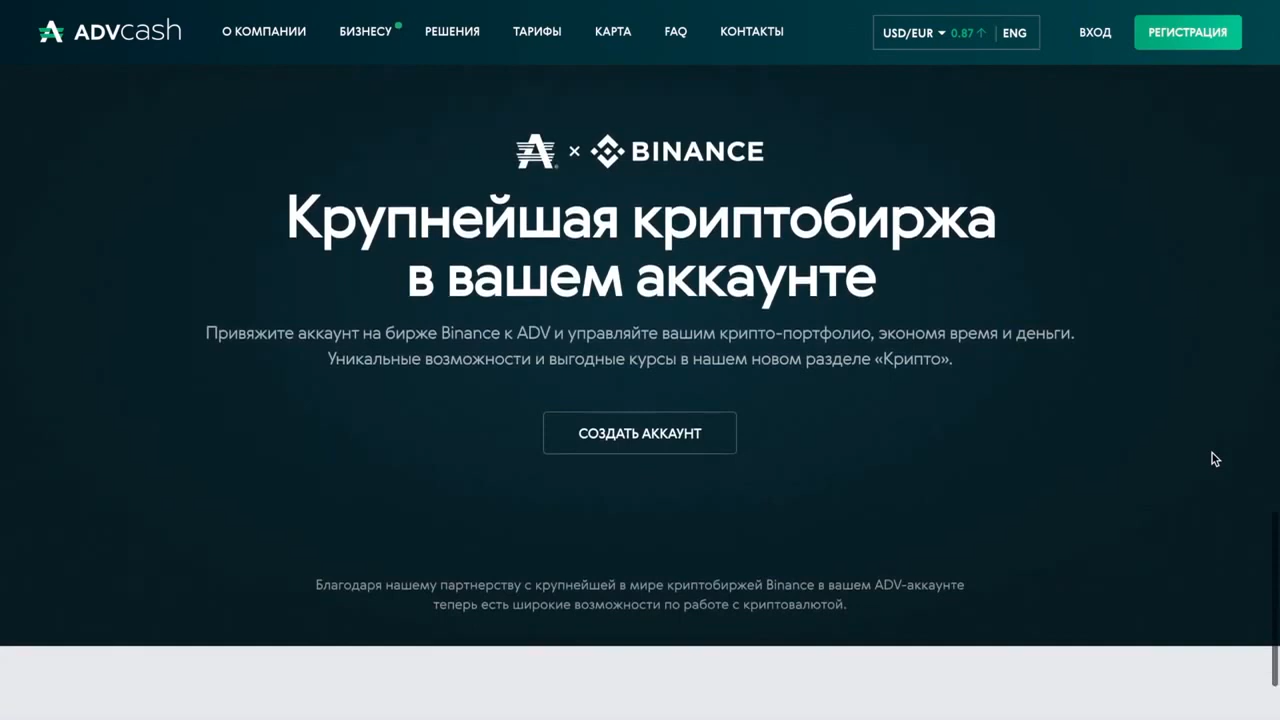 ADVcash
О КОМПАНИИ
БИЗНЕСУ
РЕШЕНИЯ
ТАРИФЫ
КАРТА
FAQ
КОНТАКТЫ
USD/EUR 0.87 ENG
ВХОД
РЕГИСТРАЦИЯ
× BINANCE
Крупнейшая криптобиржа
в вашем аккаунте
Привяжите аккаунт на бирже Binance к ADV и управляйте вашим крипто-портфолио, экономя время и деньги.
Уникальные возможности и выгодные курсы в нашем новом разделе «Крипто».
СОЗДАТЬ АККАУНТ
Благодаря нашему партнерству с крупнейшей в мире криптобиржей Binance в вашем ADV-аккаунте
теперь есть широкие возможности по работе с криптовалютой.